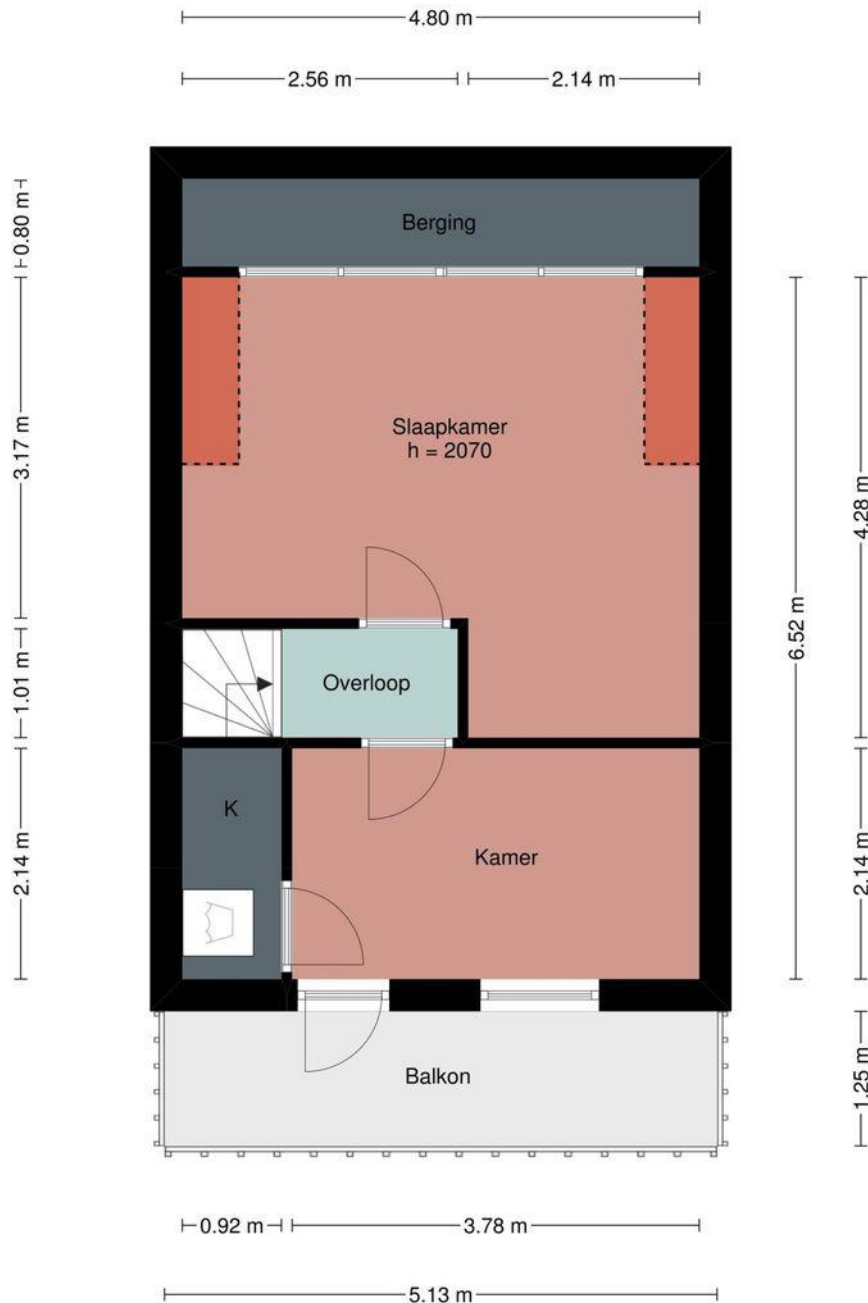 4.80 m
2.56 m
2.14 m
0.80 m
Berging
3.17 m
Slaapkamer
h = 2070
4.28 m
6.52 m
1.01 m
Overloop
2.14 m
K
Kamer
2.14 m
Balkon
1.25 m
0.92 m
3.78 m
5.13 m